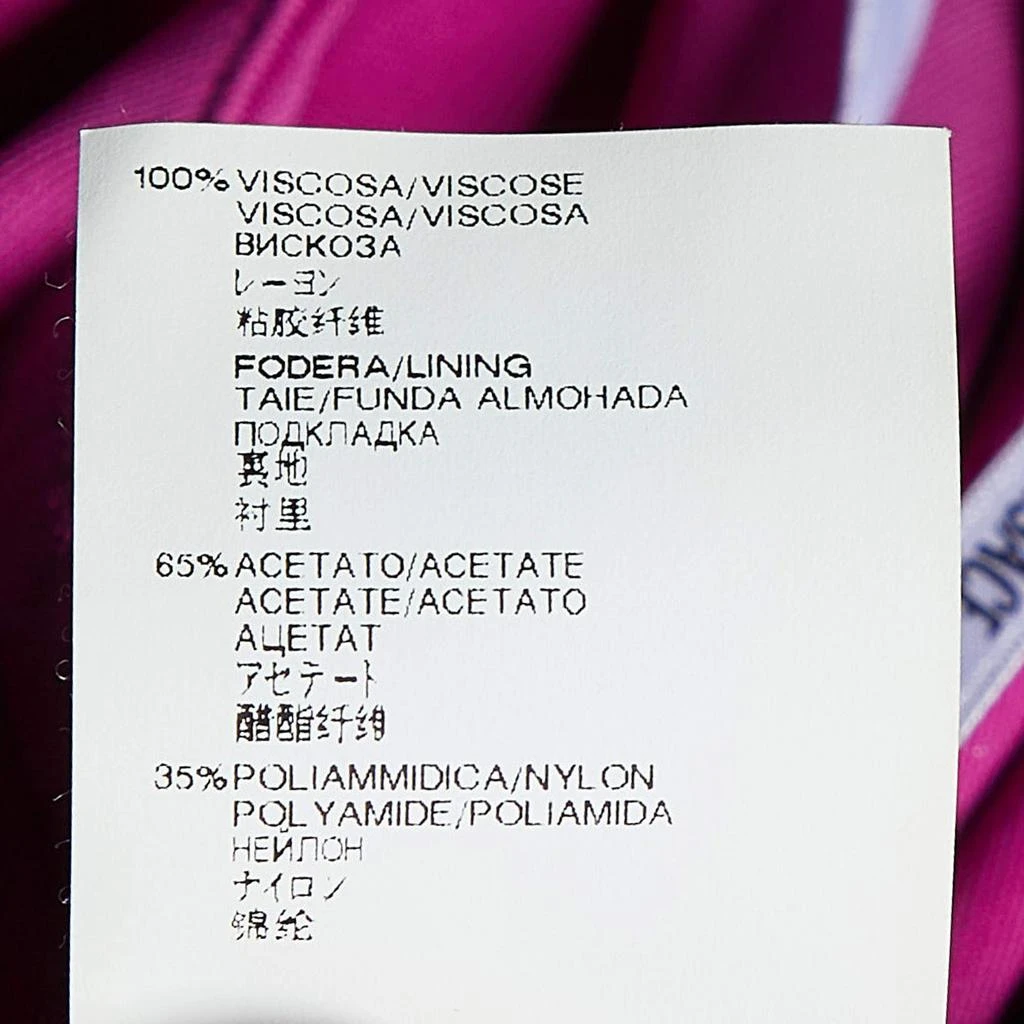 100% VISCOSA/VISCOSE
VISCOSA/VISCOSA
ВИСКОЗА
レーヨン
粘胶纤维
FODERA/LINING
TAIE/FUNDA ALMOHADA
ПОДКЛАДКА
裏地
衬里
65% ACETATO/ACETATE
ACETATE/ACETATO
АЦЕТАТ
アセテート
醋酯纤维
35% POLIAMMIDICA/NYLON
POLYAMIDE/POLIAMIDA
НЕЙЛОН
ナイロン
锦纶